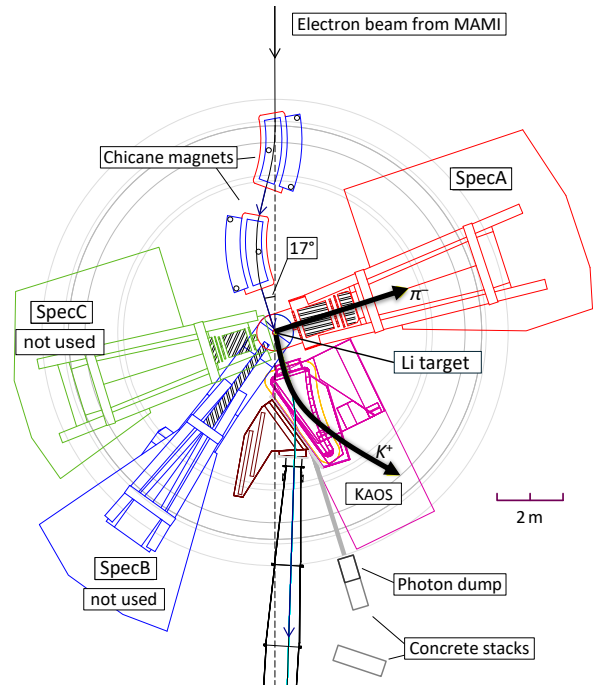 Electron beam from MAMI
Chicane magnets
SpecA
17°
π⁻
SpecC
not used
Li target
K⁺
KAOS
2 m
SpecB
not used
Photon dump
Concrete stacks